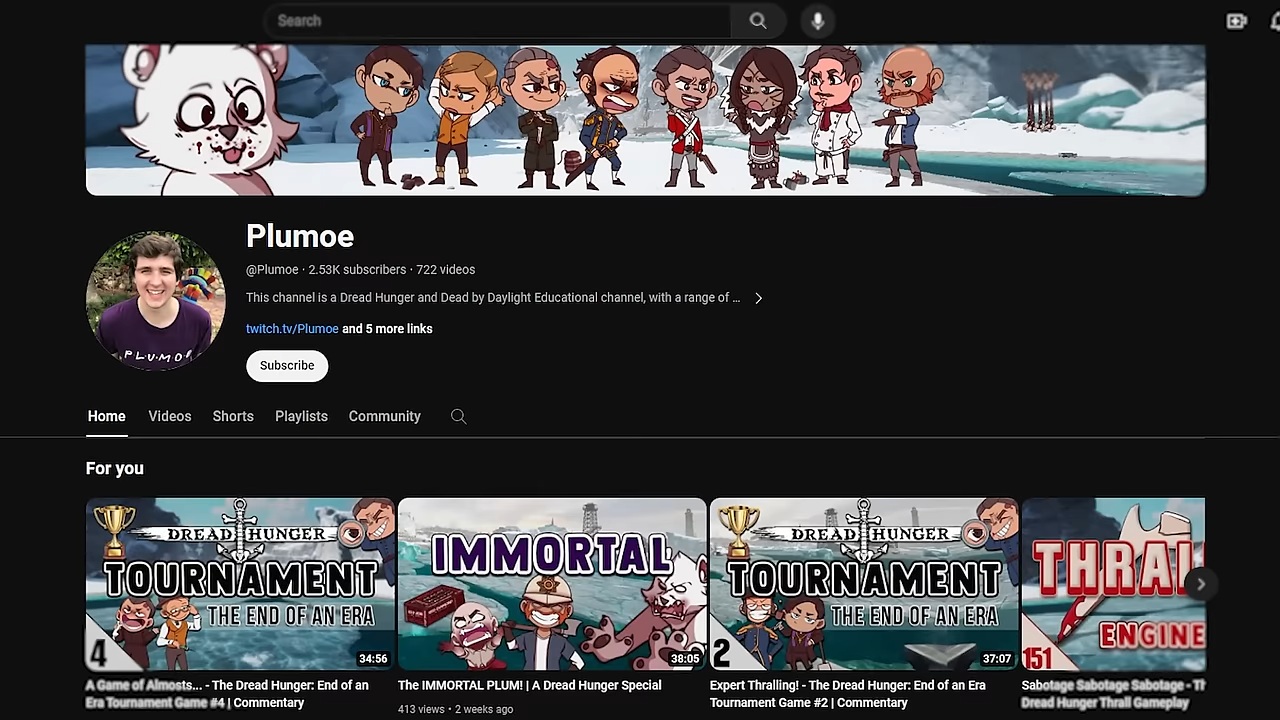 Search
Plumoe
@Plumoe · 2.53K subscribers · 722 videos
This channel is a Dread Hunger and Dead by Daylight Educational channel, with a range of ...
twitch.tv/Plumoe and 5 more links
Subscribe
Home Videos Shorts Playlists Community
For you
DREAD HUNGER
TOURNAMENT
THE END OF AN ERA
4
34:56
IMMORTAL
38:05
DREAD HUNGER
TOURNAMENT
THE END OF AN ERA
2
37:07
THRAL
ENGINE
151
A Game of Almosts... - The Dread Hunger: End of an
Era Tournament Game #4 | Commentary
The IMMORTAL PLUM! | A Dread Hunger Special
413 views · 2 weeks ago
Expert Thralling! - The Dread Hunger: End of an Era
Tournament Game #2 | Commentary
Sabotage Sabotage Sabotage - Th
Dread Hunger Thrall Gameplay